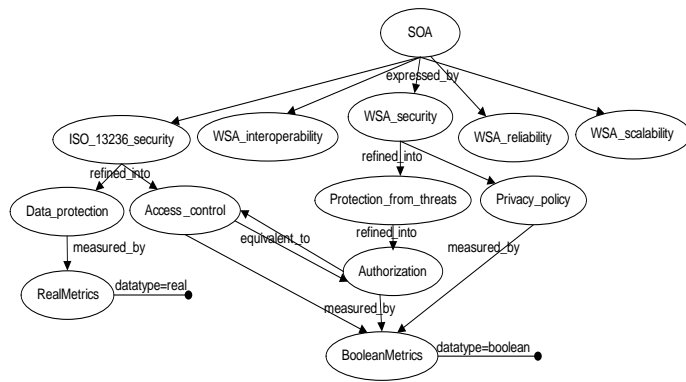 SOA
expressed_by
ISO_13236_security
WSA_interoperability
WSA_security
WSA_reliability
WSA_scalability
refined_into
refined_into
Data_protection
Access_control
Protection_from_threats
Privacy_policy
measured_by
equivalent_to
refined_into
measured_by
RealMetrics
datatype=real
Authorization
measured_by
BooleanMetrics
datatype=boolean